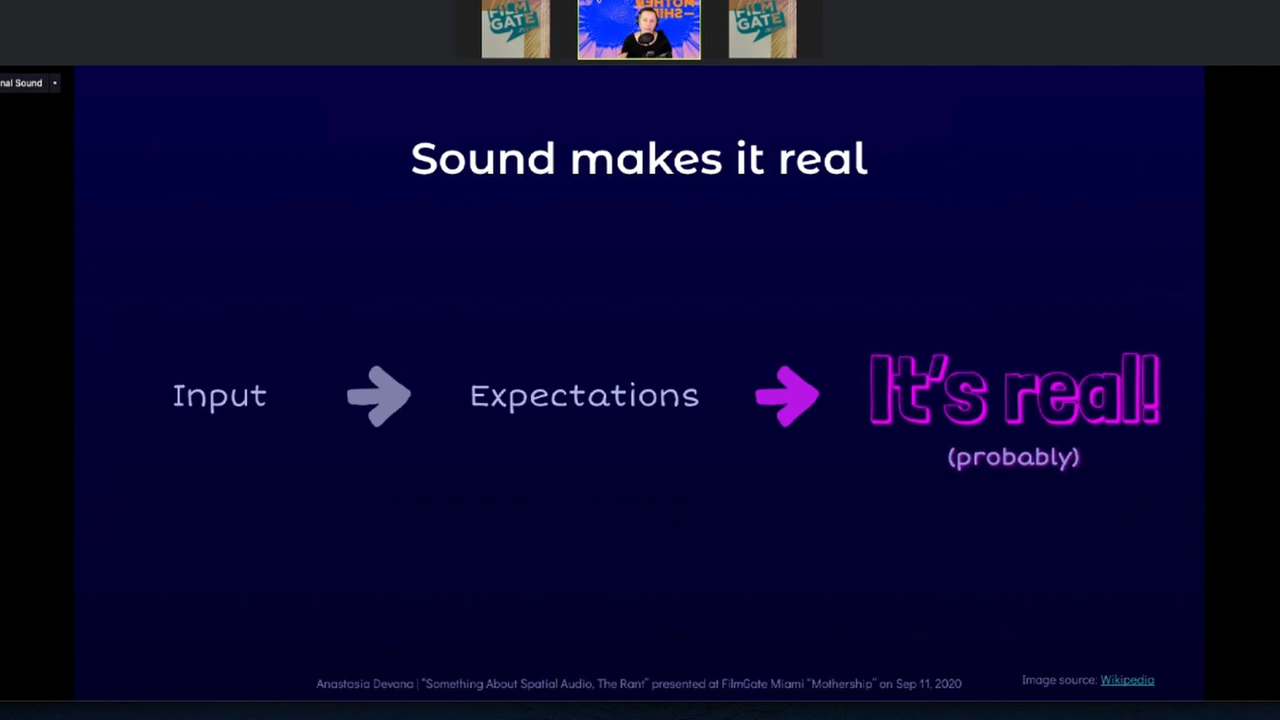 FILM
GATE
FILM
GATE
nal Sound
Sound makes it real
Input
Expectations
It's real!
(probably)
Anastasia Devana | "Something About Spatial Audio, The Rant" presented at FilmGate Miami "Mothership" on Sep 11, 2020
Image source: Wikipedia